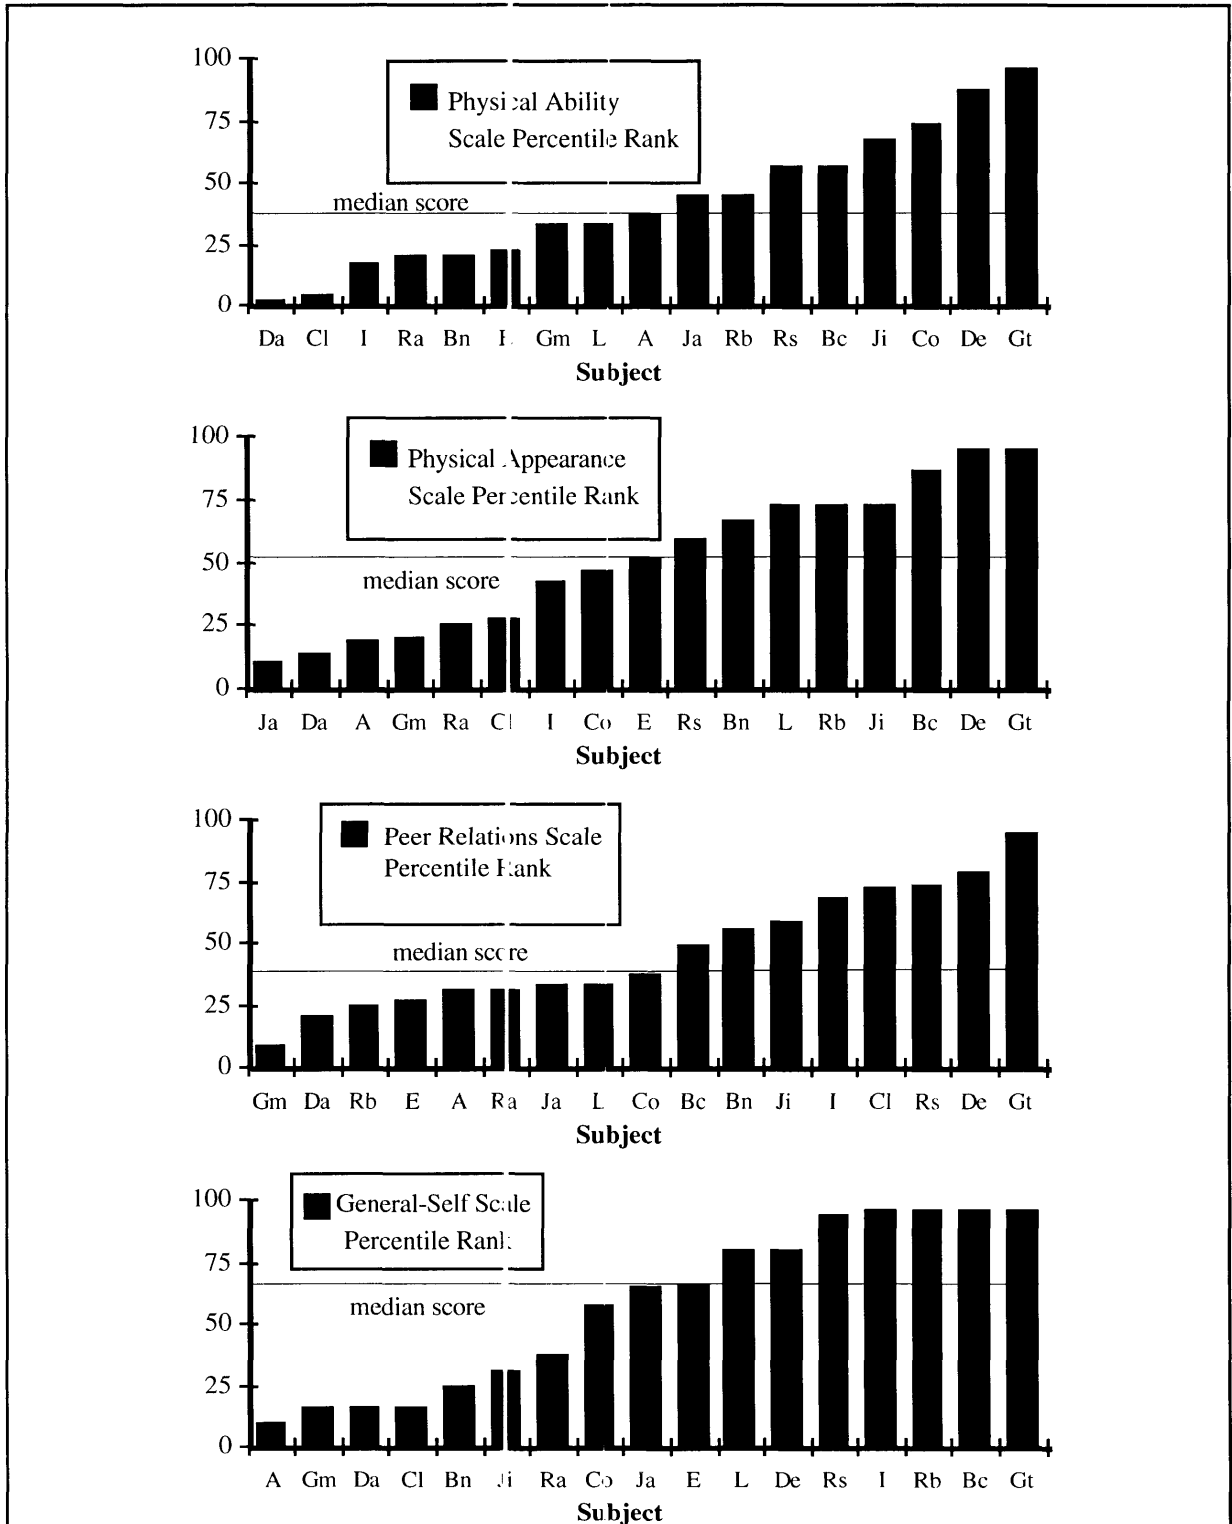 100
Physical Ability
Scale Percentile Rank
75
50
median score
25
0
Da Cl I Ra Bn Gm L A Ja Rb Rs Bc Ji Co De Gt
Subject
100
Physical Appearance
Scale Percentile Rank
75
50
median score
25
0
Ja Da A Gm Ra Cl I Co E Rs Bn L Rb Ji Bc De Gt
Subject
100
Peer Relations Scale
Percentile Rank
75
50
median score
25
0
Gm Da Rb E A Ra Ja L Co Bc Bn Ji I Cl Rs De Gt
Subject
100
General-Self Scale
Percentile Rank
75
median score
50
25
0
A Gm Da Cl Bn Ji Ra Co Ja E L De Rs I Rb Bc Gt
Subject